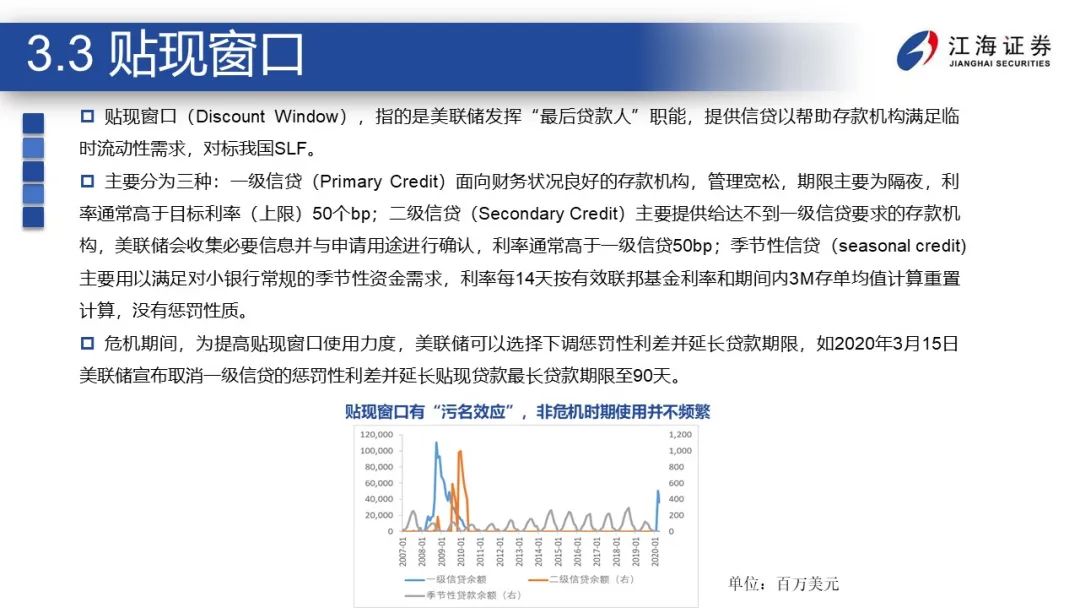 3.3 贴现窗口
江海证券
JIANGHAI SECURITIES
贴现窗口（Discount Window），指的是美联储发挥“最后贷款人”职能，提供信贷以帮助存款机构满足临
时流动性需求，对标我国SLF。
主要分为三种：一级信贷（Primary Credit）面向财务状况良好的存款机构，管理宽松，期限主要为隔夜，利
率通常高于目标利率（上限）50个bp；二级信贷（Secondary Credit）主要提供给达不到一级信贷要求的存款机
构，美联储会收集必要信息并与申请用途进行确认，利率通常高于一级信贷50bp；季节性信贷（seasonal credit)
主要用以满足对小银行常规的季节性资金需求，利率每14天按有效联邦基金利率和期间内3M存单均值计算重置
计算，没有惩罚性质。
危机期间，为提高贴现窗口使用力度，美联储可以选择下调惩罚性利差并延长贷款期限，如2020年3月15日
美联储宣布取消一级信贷的惩罚性利差并延长贴现贷款最长贷款期限至90天。
贴现窗口有“污名效应”，非危机时期使用并不频繁
120,000 1,200
100,000 1,000
80,000 800
60,000 600
40,000 400
20,000 200
0 0
2007-01 2008-01 2009-01 2010-01 2011-01 2012-01 2013-01 2014-01 2015-01 2016-01 2017-01 2018-01 2019-01 2020-01
一级信贷余额 二级信贷余额（右）
季节性贷款余额（右）
单位：百万美元